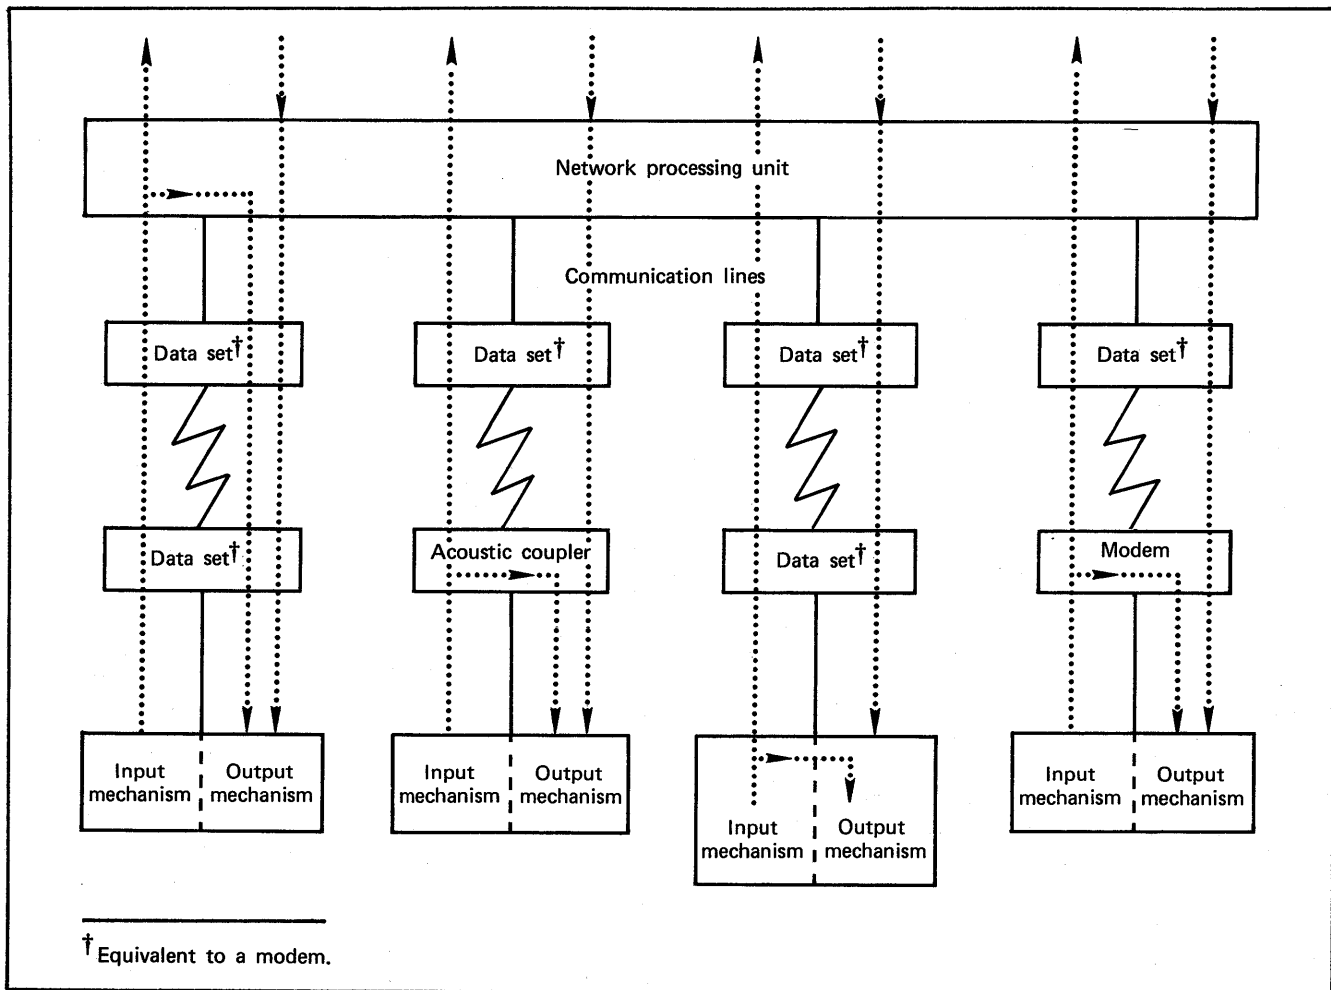 Network processing unit
Communication lines
Data set†
Data set†
Data set†
Data set†
Data set†
Acoustic coupler
Data set†
Modem
Input mechanism
Output mechanism
Input mechanism
Output mechanism
Input mechanism
Output mechanism
Input mechanism
Output mechanism
† Equivalent to a modem.